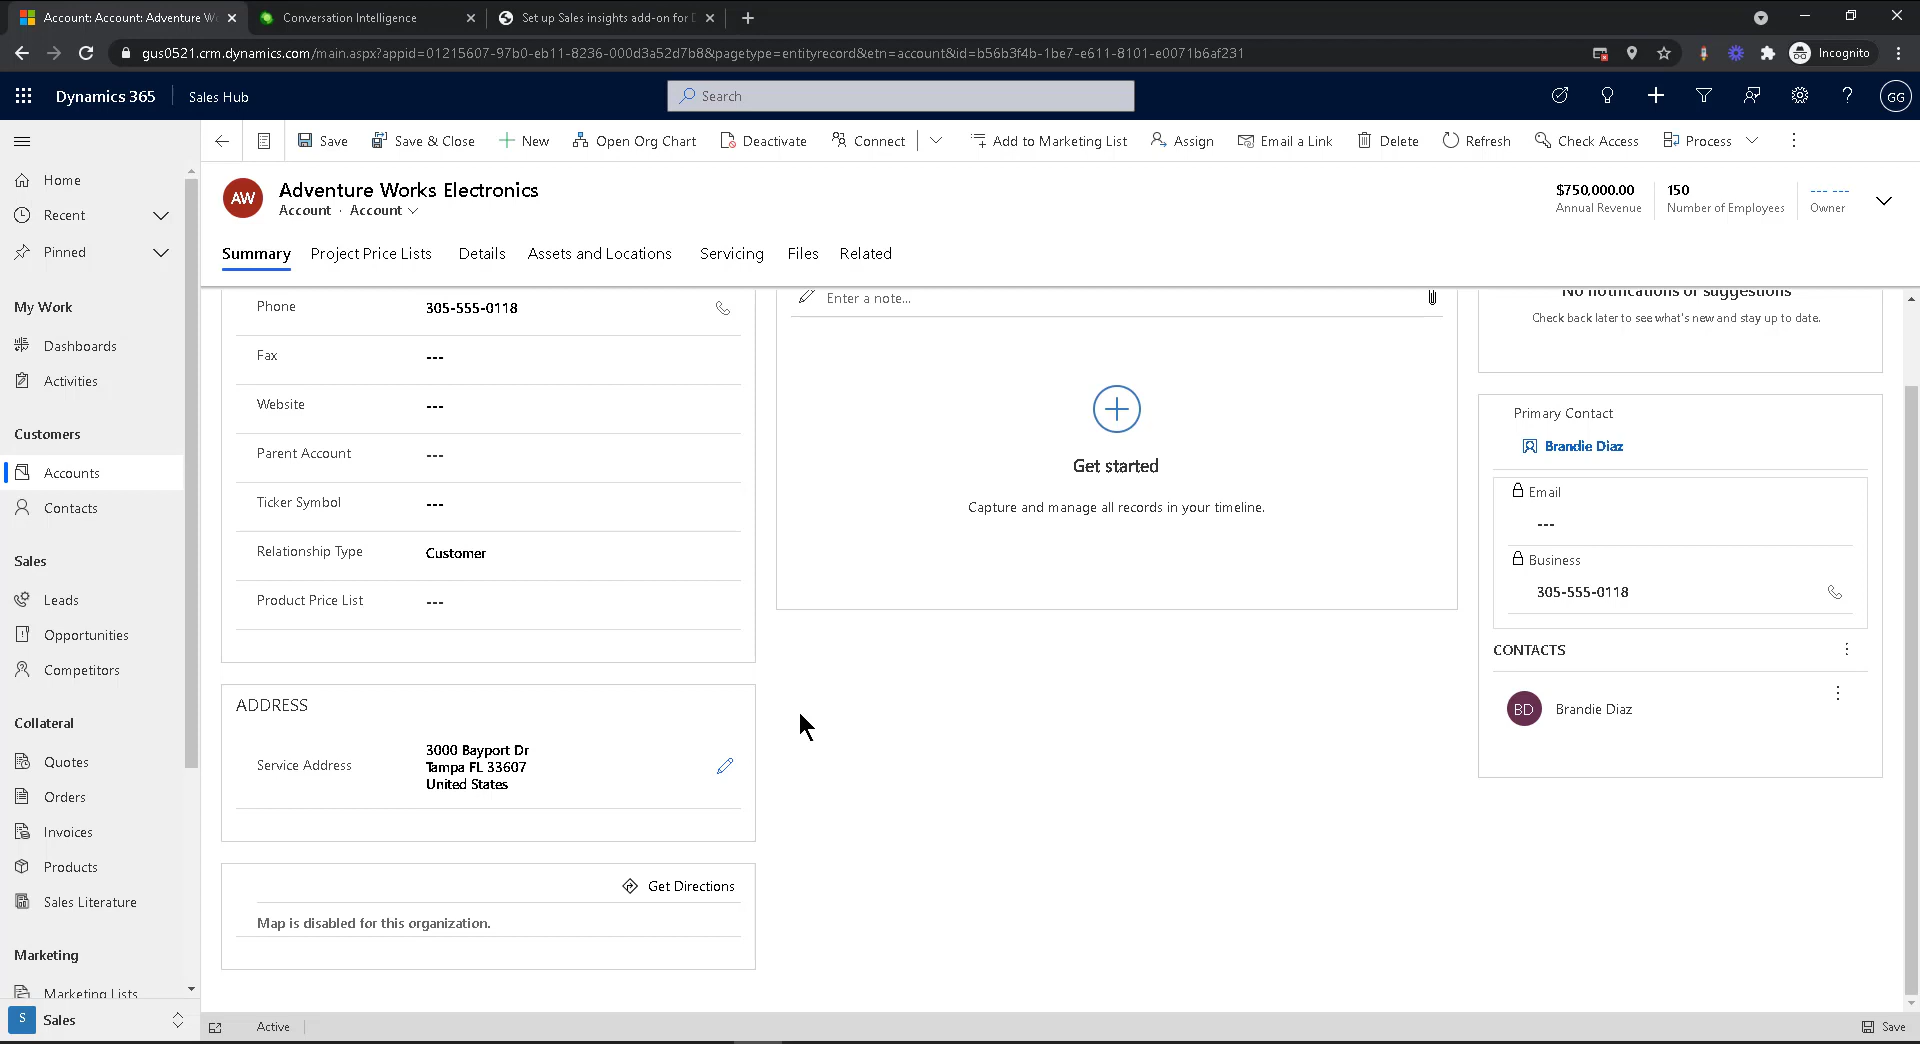 Account: Account: Adventure W
Conversation Intelligence
Set up Sales insights add-on for D
gus0521.crm.dynamics.com/main.aspx?appid=01215607-97b0-eb11-8236-000d3a52d7b8&pagetype=entityrecord&etn=account&id=b56b3f4b-1be7-e611-8101-e0071b6af231
Incognito
Dynamics 365
Sales Hub
Search
GG
Save
Save & Close
New
Open Org Chart
Deactivate
Connect
Add to Marketing List
Assign
Email a Link
Delete
Refresh
Check Access
Process
AW
Adventure Works Electronics
Account · Account
$750,000.00
Annual Revenue
150
Number of Employees
--- ---
Owner
Summary
Project Price Lists
Details
Assets and Locations
Servicing
Files
Related
Home
Recent
Pinned
My Work
Dashboards
Activities
Customers
Accounts
Contacts
Sales
Leads
Opportunities
Competitors
Collateral
Quotes
Orders
Invoices
Products
Sales Literature
Marketing
Marketing Lists
S
Sales
Phone
305-555-0118
Fax
---
Website
---
Parent Account
---
Ticker Symbol
---
Relationship Type
Customer
Product Price List
---
ADDRESS
Service Address
3000 Bayport Dr
Tampa FL 33607
United States
Get Directions
Map is disabled for this organization.
Enter a note...
Get started
Capture and manage all records in your timeline.
No notifications or suggestions
Check back later to see what's new and stay up to date.
Primary Contact
Brandie Diaz
Email
---
Business
305-555-0118
CONTACTS
BD
Brandie Diaz
Active
Save